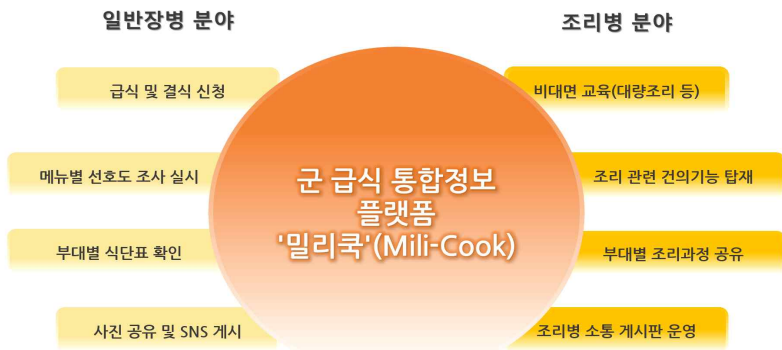 일반장병 분야
급식 및 결식 신청
메뉴별 선호도 조사 실시
부대별 식단표 확인
사진 공유 및 SNS 게시
군 급식 통합정보
플랫폼
'밀리쿡'(Mili-Cook)
조리병 분야
비대면 교육(대량조리 등)
조리 관련 건의기능 탑재
부대별 조리과정 공유
조리병 소통 게시판 운영